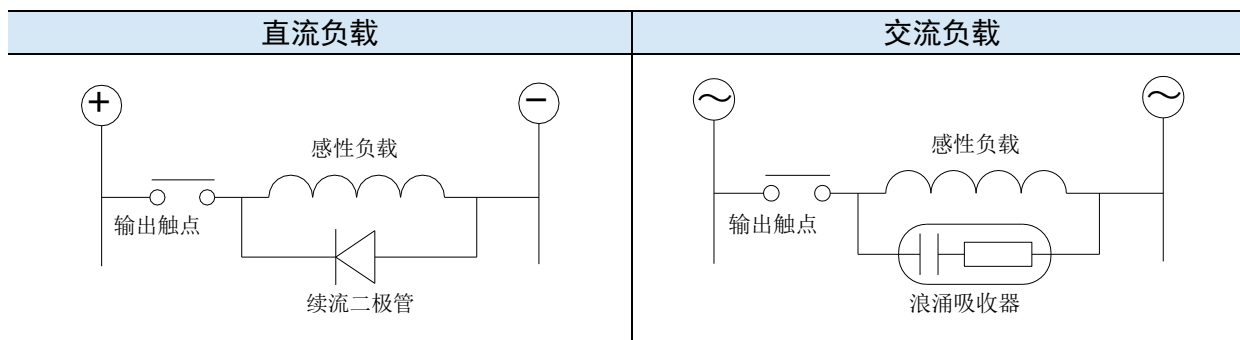 直流负载
交流负载
+
−
感性负载
输出触点
续流二极管
~
~
感性负载
输出触点
浪涌吸收器